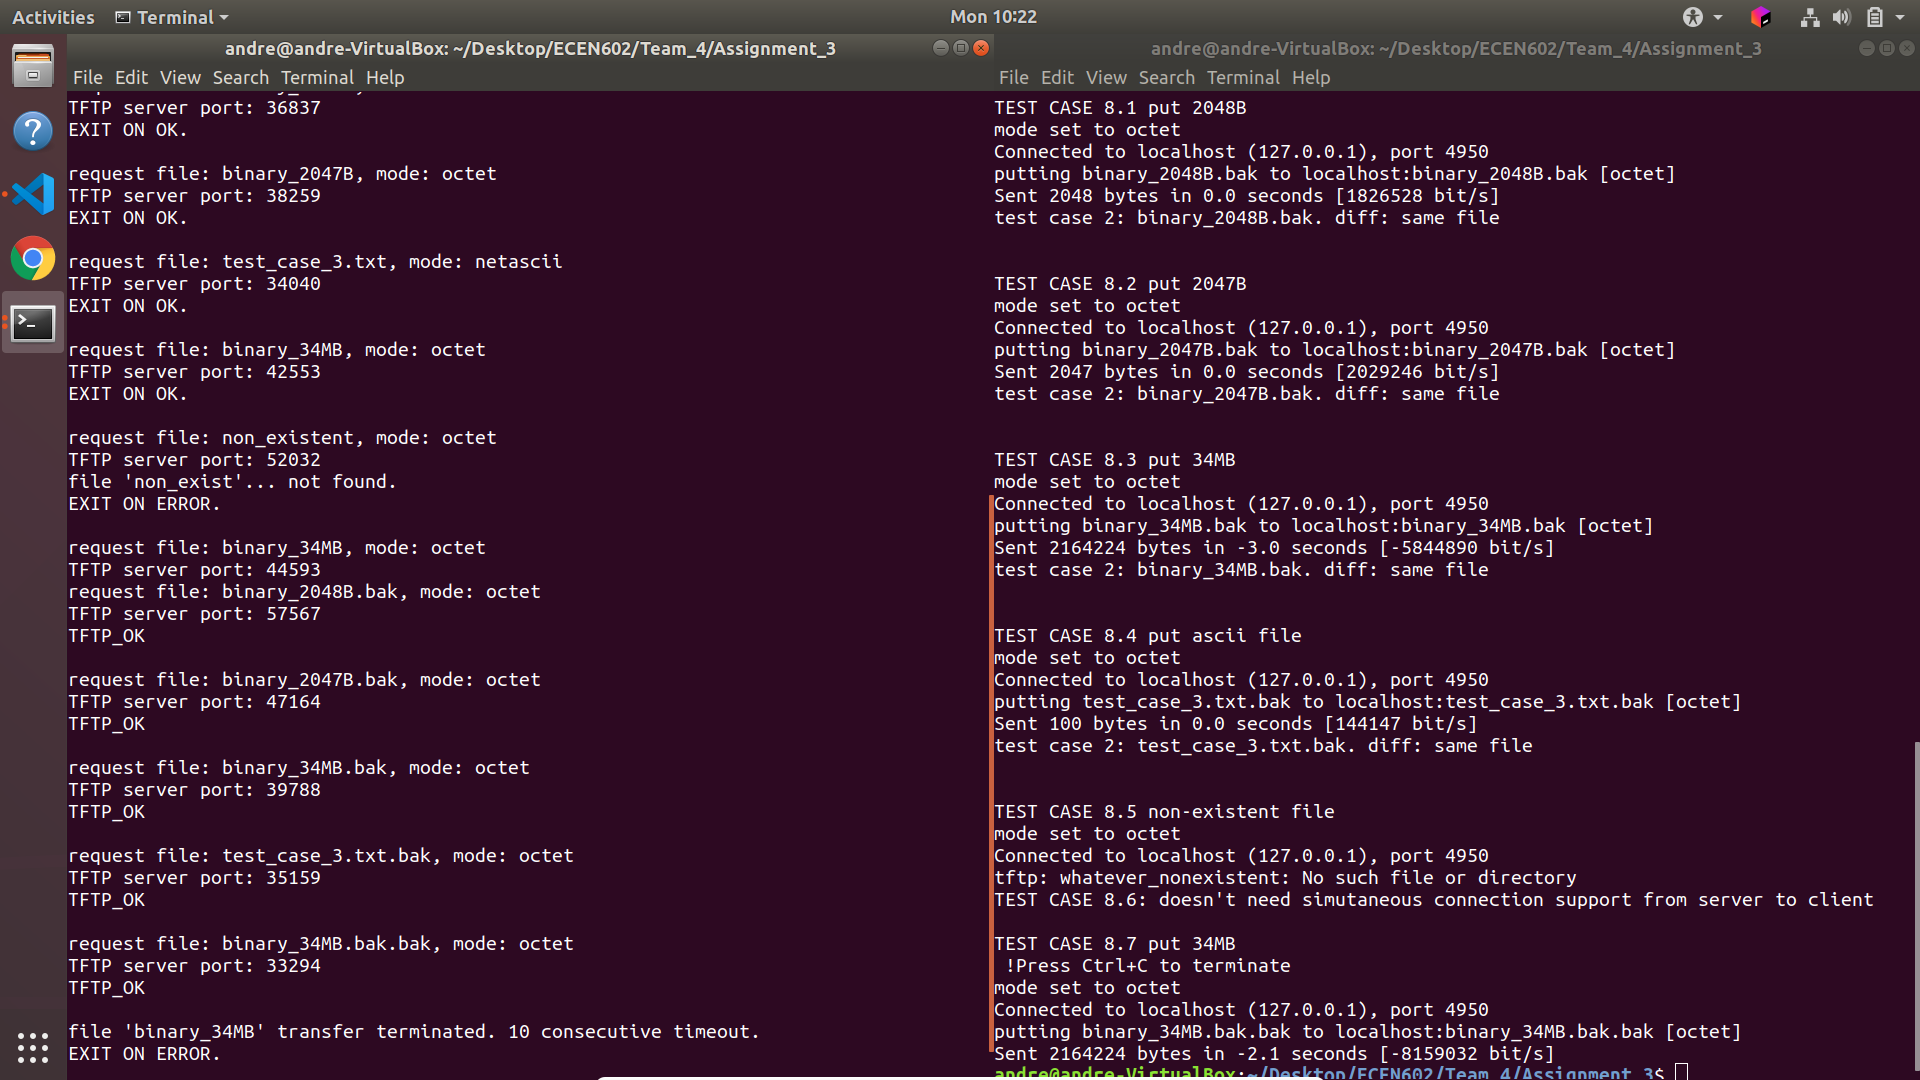 Activities Terminal Mon 10:22
andre@andre-VirtualBox: ~/Desktop/ECEN602/Team_4/Assignment_3
File Edit View Search Terminal Help
TFTP server port: 36837
EXIT ON OK.
request file: binary_2047B, mode: octet
TFTP server port: 38259
EXIT ON OK.
request file: test_case_3.txt, mode: netascii
TFTP server port: 34040
EXIT ON OK.
request file: binary_34MB, mode: octet
TFTP server port: 42553
EXIT ON OK.
request file: non_existent, mode: octet
TFTP server port: 52032
file 'non_exist'... not found.
EXIT ON ERROR.
request file: binary_34MB, mode: octet
TFTP server port: 44593
request file: binary_2048B.bak, mode: octet
TFTP server port: 57567
TFTP_OK
request file: binary_2047B.bak, mode: octet
TFTP server port: 47164
TFTP_OK
request file: binary_34MB.bak, mode: octet
TFTP server port: 39788
TFTP_OK
request file: test_case_3.txt.bak, mode: octet
TFTP server port: 35159
TFTP_OK
request file: binary_34MB.bak.bak, mode: octet
TFTP server port: 33294
TFTP_OK
file 'binary_34MB' transfer terminated. 10 consecutive timeout.
EXIT ON ERROR.
andre@andre-VirtualBox: ~/Desktop/ECEN602/Team_4/Assignment_3
File Edit View Search Terminal Help
TEST CASE 8.1 put 2048B
mode set to octet
Connected to localhost (127.0.0.1), port 4950
putting binary_2048B.bak to localhost:binary_2048B.bak [octet]
Sent 2048 bytes in 0.0 seconds [1826528 bit/s]
test case 2: binary_2048B.bak. diff: same file
TEST CASE 8.2 put 2047B
mode set to octet
Connected to localhost (127.0.0.1), port 4950
putting binary_2047B.bak to localhost:binary_2047B.bak [octet]
Sent 2047 bytes in 0.0 seconds [2029246 bit/s]
test case 2: binary_2047B.bak. diff: same file
TEST CASE 8.3 put 34MB
mode set to octet
Connected to localhost (127.0.0.1), port 4950
putting binary_34MB.bak to localhost:binary_34MB.bak [octet]
Sent 2164224 bytes in -3.0 seconds [-5844890 bit/s]
test case 2: binary_34MB.bak. diff: same file
TEST CASE 8.4 put ascii file
mode set to octet
Connected to localhost (127.0.0.1), port 4950
putting test_case_3.txt.bak to localhost:test_case_3.txt.bak [octet]
Sent 100 bytes in 0.0 seconds [144147 bit/s]
test case 2: test_case_3.txt.bak. diff: same file
TEST CASE 8.5 non-existent file
mode set to octet
Connected to localhost (127.0.0.1), port 4950
tftp: whatever_nonexistent: No such file or directory
TEST CASE 8.6: doesn't need simutaneous connection support from server to client
TEST CASE 8.7 put 34MB
!Press Ctrl+C to terminate
mode set to octet
Connected to localhost (127.0.0.1), port 4950
putting binary_34MB.bak.bak to localhost:binary_34MB.bak.bak [octet]
Sent 2164224 bytes in -2.1 seconds [-8159032 bit/s]
andre@andre-VirtualBox:~/Desktop/ECEN602/Team_4/Assignment_3$